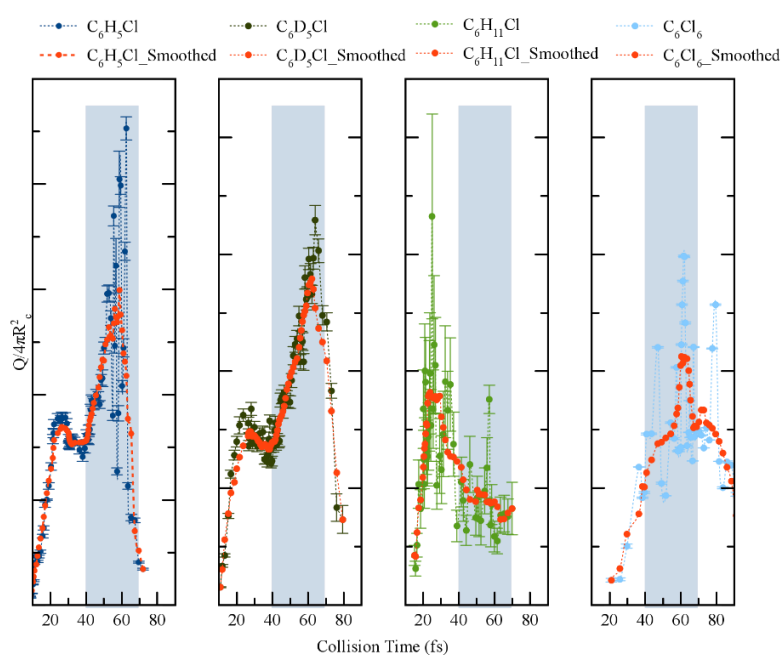 C₆H₅Cl C₆D₅Cl C₆H₁₁Cl C₆Cl₆
C₆H₅Cl_Smoothed C₆D₅Cl_Smoothed C₆H₁₁Cl_Smoothed C₆Cl₆_Smoothed
Q/4πR²c
20 40 60 80 20 40 60 80 20 40 60 80 20 40 60 80
Collision Time (fs)